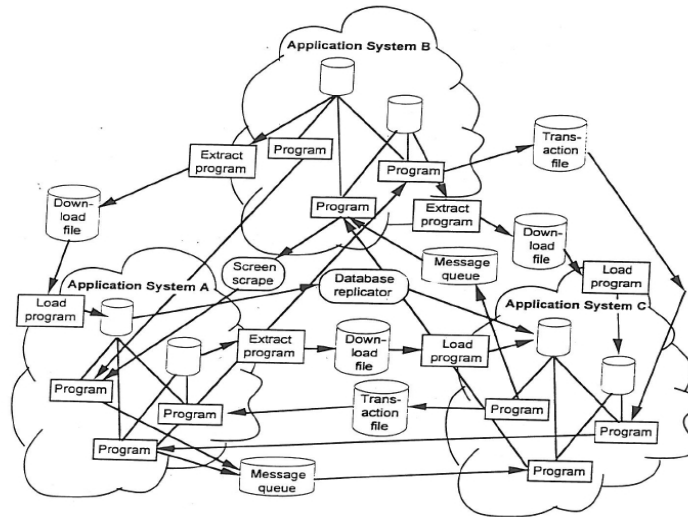 Application System B
Trans-
action
file
Extract
program
Program
Program
Down-
load
file
Program
Extract
program
Down-
load
file
Screen
scrape
Message
queue
Load
program
Application System A
Database
replicator
Application System C
Load
program
Extract
program
Down-
load
file
Load
program
Program
Program
Trans-
action
file
Program
Program
Program
Message
queue
Program